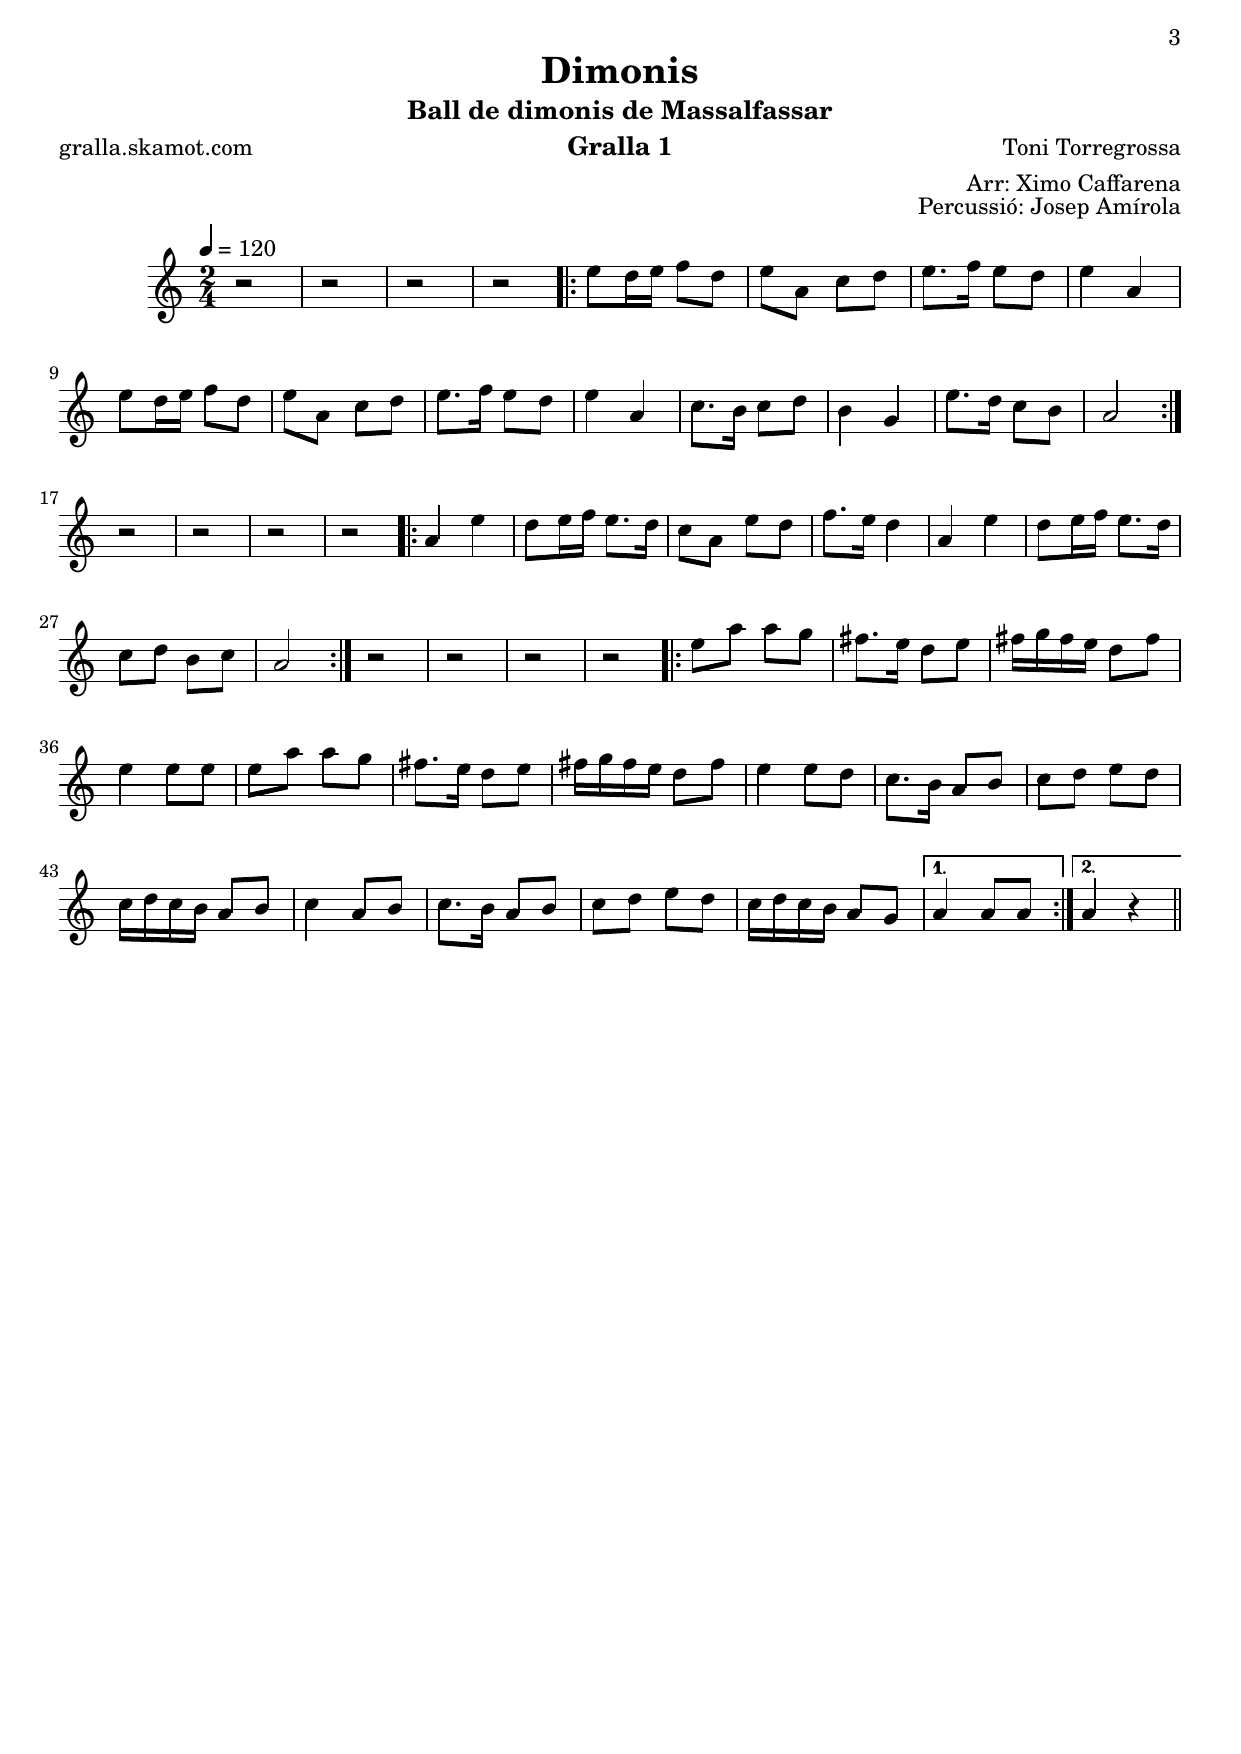 3
Dimonis
Ball de dimonis de Massalfassar
gralla.skamot.com Gralla 1 Toni Torregrossa
Arr: Ximo Caffarena
Percussió: Josep Amírola
= 120
2
4
9
17
27
36
43
1. 2.